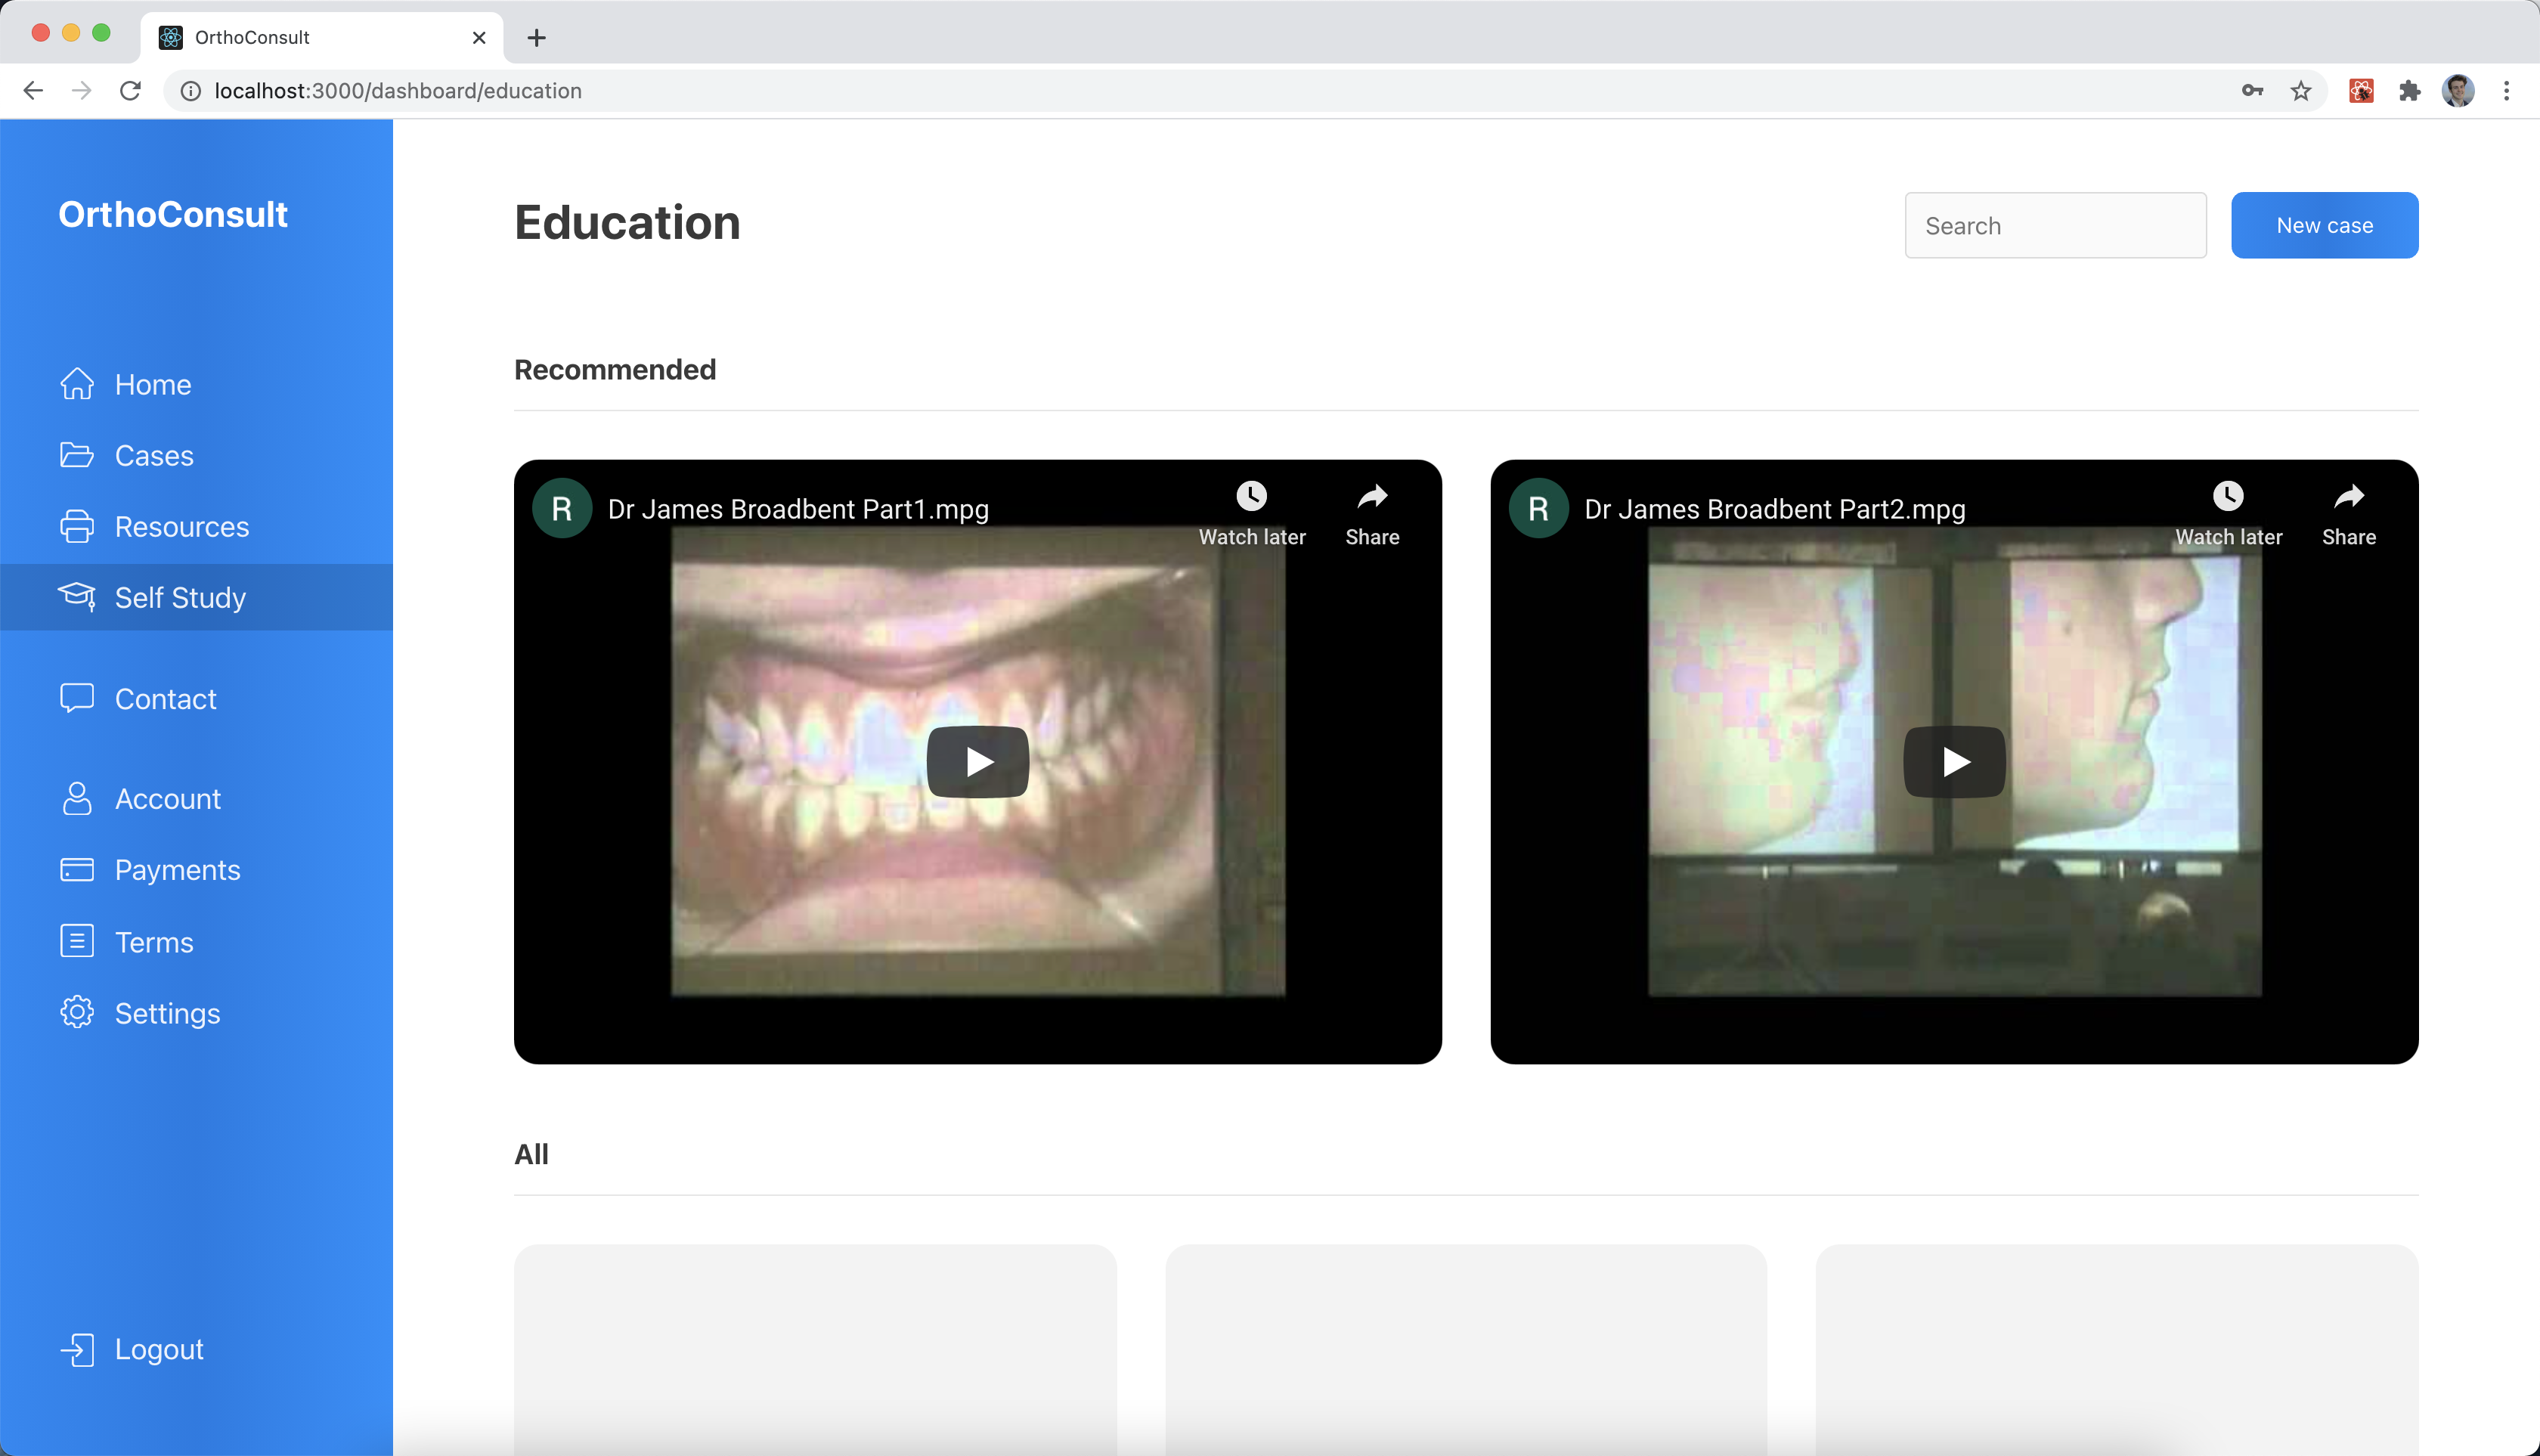 OrthoConsult
localhost:3000/dashboard/education
OrthoConsult
Home
Cases
Resources
Self Study
Contact
Account
Payments
Terms
Settings
Logout
Education
Search
New case
Recommended
R
Dr James Broadbent Part1.mpg
Watch later
Share
R
Dr James Broadbent Part2.mpg
Watch later
Share
All